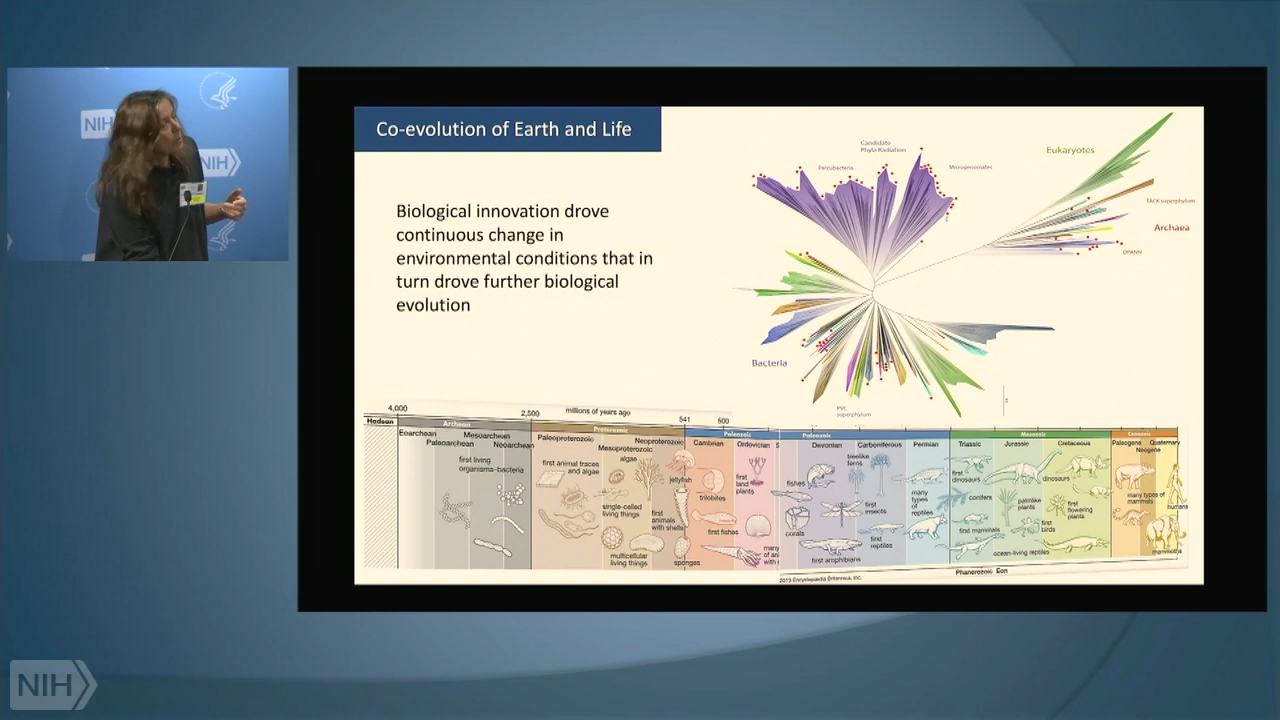 NIH
NIH
Co-evolution of Earth and Life
Biological innovation drove
continuous change in
environmental conditions that in
turn drove further biological
evolution
Candidate
Phyla Radiation
Parcubacteria
Microgenomates
Eukaryotes
TACK superphylum
Archaea
DPANN
Bacteria
PVC
superphylum
4,000
2,500
millions of years ago
541
500
Hadean
Archean
Proterozoic
Paleozoic
Paleozoic
Mesozoic
Cenozoic
Eoarchean
Paleoarchean
Mesoarchean
Neoarchean
Paleoproterozoic
Mesoproterozoic
Neoproterozoic
Cambrian
Ordovician
S
Devonian
Carboniferous
Permian
Triassic
Jurassic
Cretaceous
Paleogene
Neogene
Quaternary
first living
organisms–bacteria
first animal traces
and algae
algae
single-celled
living things
multicellular
living things
first
animals
with shells
jellyfish
sponges
trilobites
first fishes
first
land
plants
many
of ani
with
fishes
corals
first amphibians
treelike
ferns
first
insects
first
reptiles
many
types
of
reptiles
first
dinosaurs
conifers
first mammals
palmlike
plants
ocean-living reptiles
dinosaurs
first
flowering
plants
first
birds
many types of
mammals
humans
mammoths
2013 Encyclopædia Britannica, Inc.
Phanerozoic Eon
NIH